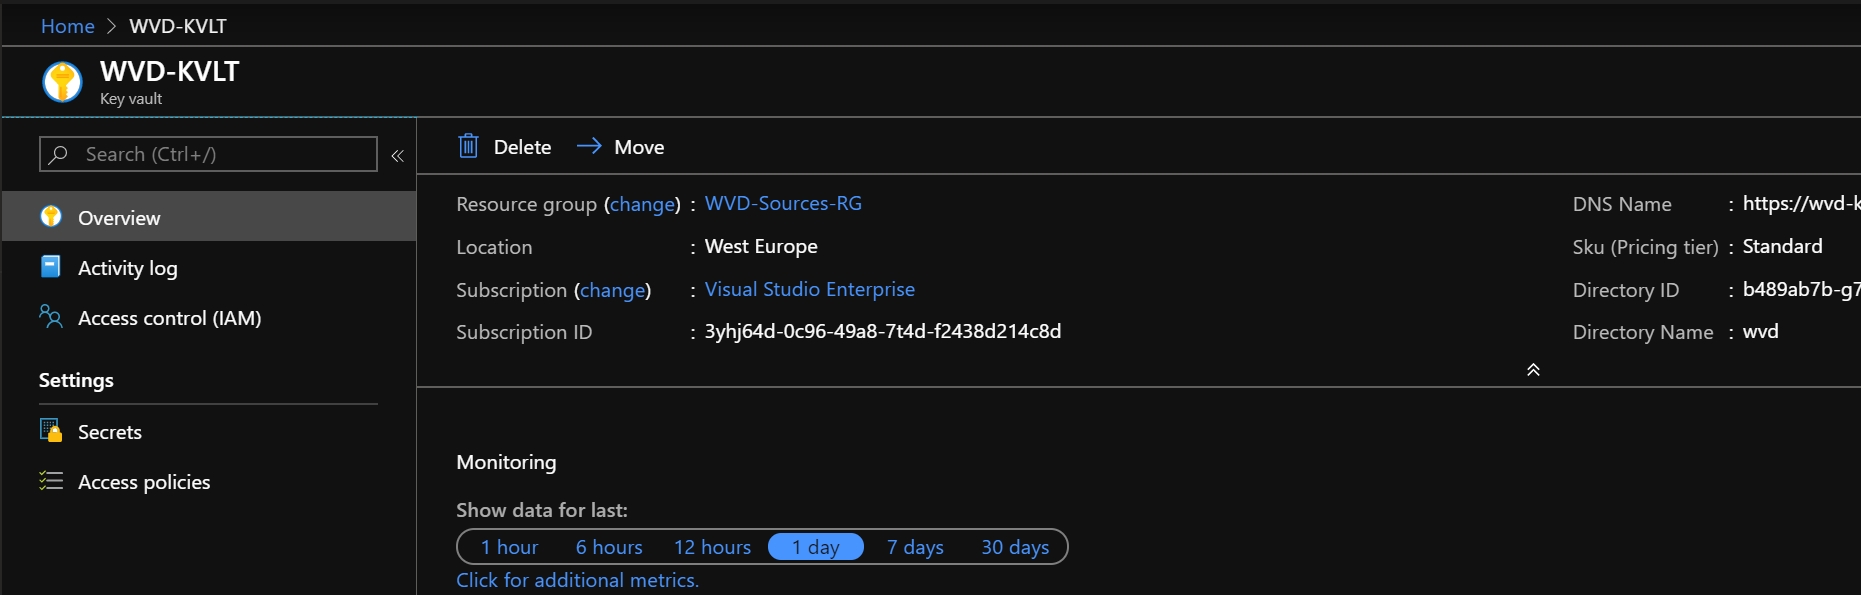 Home > WVD-KVLT
WVD-KVLT
Key vault
Search (Ctrl+/)
«
Overview
Activity log
Access control (IAM)
Settings
Secrets
Access policies
Delete → Move
Resource group (change) : WVD-Sources-RG
Location : West Europe
Subscription (change) : Visual Studio Enterprise
Subscription ID : 3yhj64d-0c96-49a8-7t4d-f2438d214c8d
DNS Name : https://wvd-k
Sku (Pricing tier) : Standard
Directory ID : b489ab7b-g7
Directory Name : wvd
Monitoring
Show data for last:
1 hour 6 hours 12 hours 1 day 7 days 30 days
Click for additional metrics.